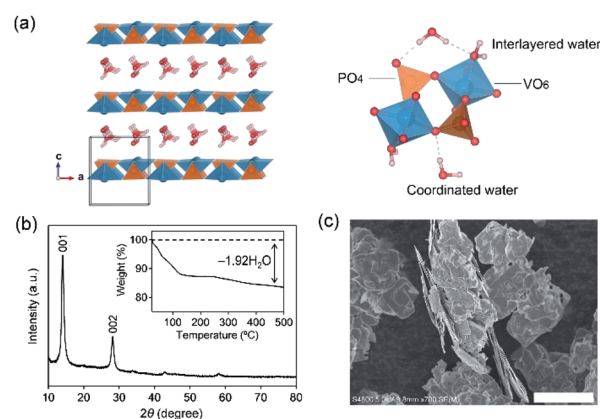 (a)
Interlayered water
PO4
VO6
c
a
Coordinated water
(b)
(c)
001
002
Intensity (a.u.)
10 20 30 40 50 60 70 80
2θ (degree)
Weight (%)
100
90
80
−1.92H2O
100 200 300 400 500
Temperature (ºC)